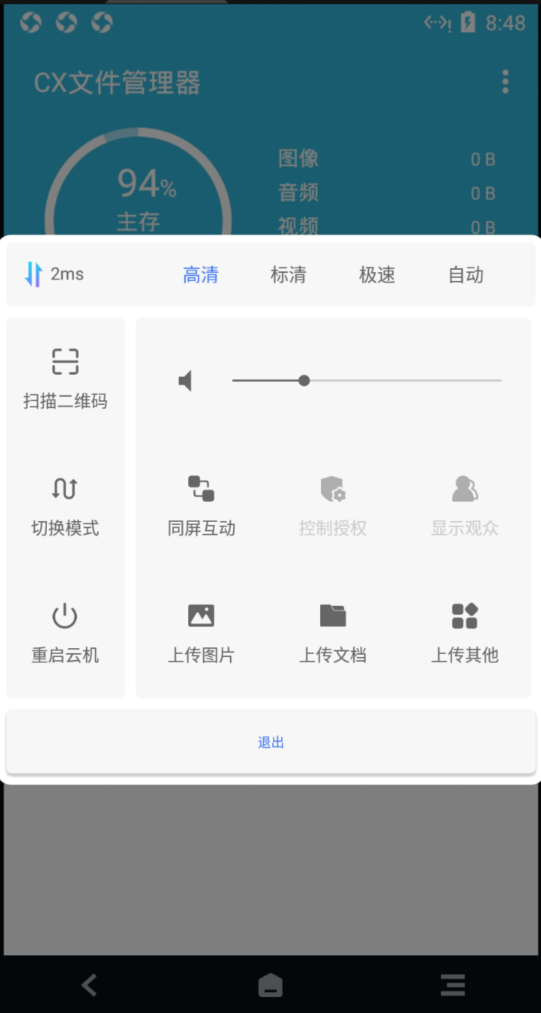 8:48
CX文件管理器
94%
主存
图像 0 B
音频 0 B
视频 0 B
2ms 高清 标清 极速 自动
扫描二维码
切换模式 同屏互动 控制授权 显示观众
重启云机 上传图片 上传文档 上传其他
退出